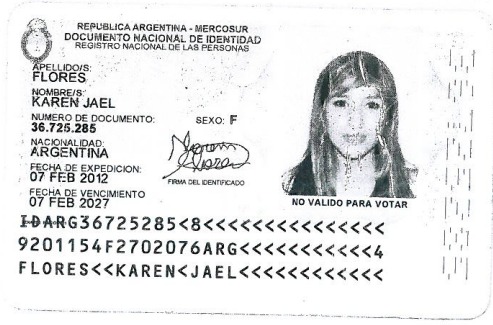 REPUBLICA ARGENTINA - MERCOSUR
DOCUMENTO NACIONAL DE IDENTIDAD
REGISTRO NACIONAL DE LAS PERSONAS
APELLIDO/S:
FLORES
NOMBRE/S:
KAREN JAEL
NUMERO DE DOCUMENTO: SEXO: F
36.725.285
NACIONALIDAD:
ARGENTINA
FECHA DE EXPEDICION:
07 FEB 2012
FIRMA DEL IDENTIFICADO
FECHA DE VENCIMIENTO
07 FEB 2027
NO VALIDO PARA VOTAR
IDARG36725285<8<<<<<<<<<<<<<<<
9201154F2702076ARG<<<<<<<<<<<4
FLORES<<KAREN<JAEL<<<<<<<<<<<<